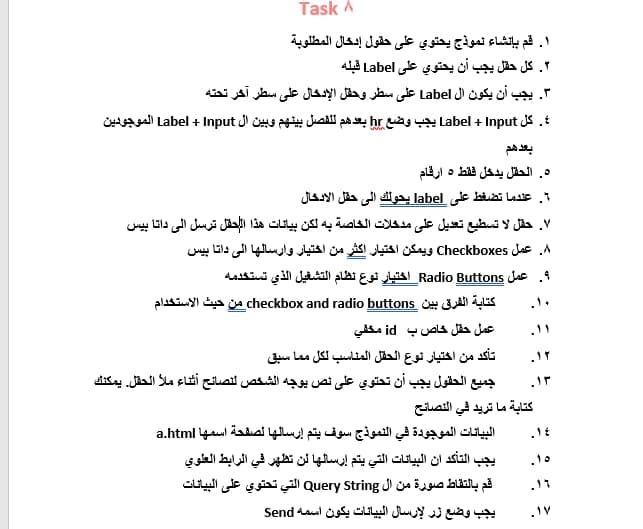 Task ٨
١. قم بإنشاء نموذج يحتوي على حقول إدخال المطلوبة
٢. كل حقل يجب أن يحتوي على Label قبله
٣. يجب أن يكون ال Label على سطر وحقل الإدخال على سطر آخر تحته
٤. كل Label + Input يجب وضع hr بعدهم للفصل بينهم وبين ال Label + Input الموجودين
بعدهم
٥. الحقل يدخل فقط ٥ ارقام
٦. عندما تضغط على label يحولك الى حقل الادخال
٧. حقل لا تسطيع تعديل على مدخلات الخاصة به لكن بيانات هذا الحقل ترسل الى داتا بيس
٨. عمل Checkboxes ويمكن اختيار اكثر من اختيار وارسالها الى داتا بيس
٩. عمل Radio Buttons اختيار نوع نظام التشغيل الذي تستخدمه
١٠. كتابة الفرق بين checkbox and radio buttons من حيث الاستخدام
١١. عمل حقل خاص ب id مخفي
١٢. تأكد من اختيار نوع الحقل المناسب لكل مما سبق
١٣. جميع الحقول يجب أن تحتوي على نص يوجه الشخص لنصائح أثناء ملأ الحقل. يمكنك
كتابة ما تريد في النصائح
١٤. البيانات الموجودة في النموذج سوف يتم إرسالها لصفحة اسمها a.html
١٥. يجب التأكد ان البيانات التي يتم إرسالها لن تظهر في الرابط العلوي
١٦. قم بالتقاط صورة من ال Query String التي تحتوي على البيانات
١٧. يجب وضع زر لإرسال البيانات يكون اسمه Send